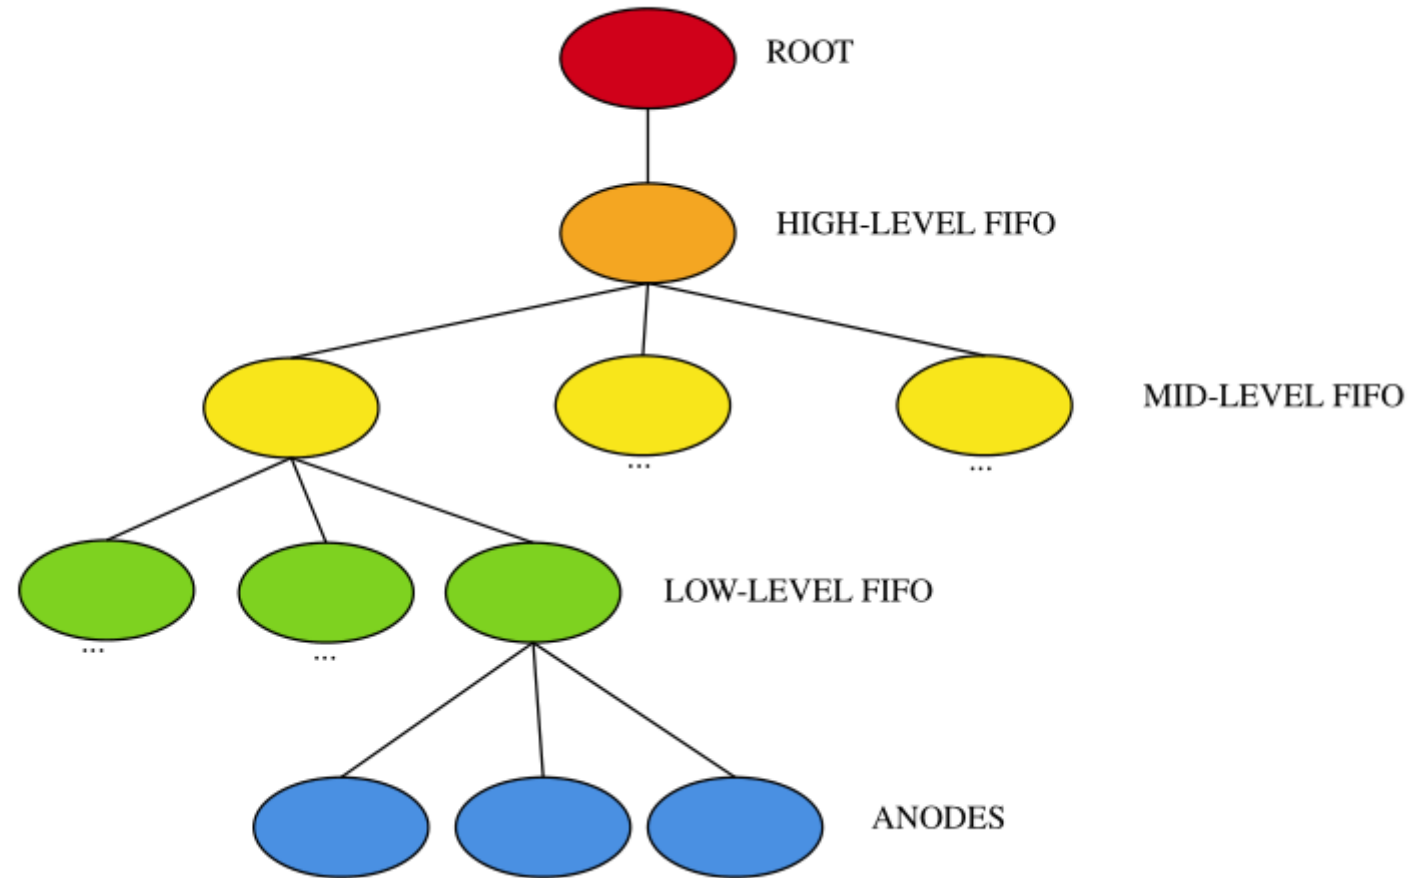 ROOT
HIGH-LEVEL FIFO
MID-LEVEL FIFO
...
...
LOW-LEVEL FIFO
...
...
ANODES